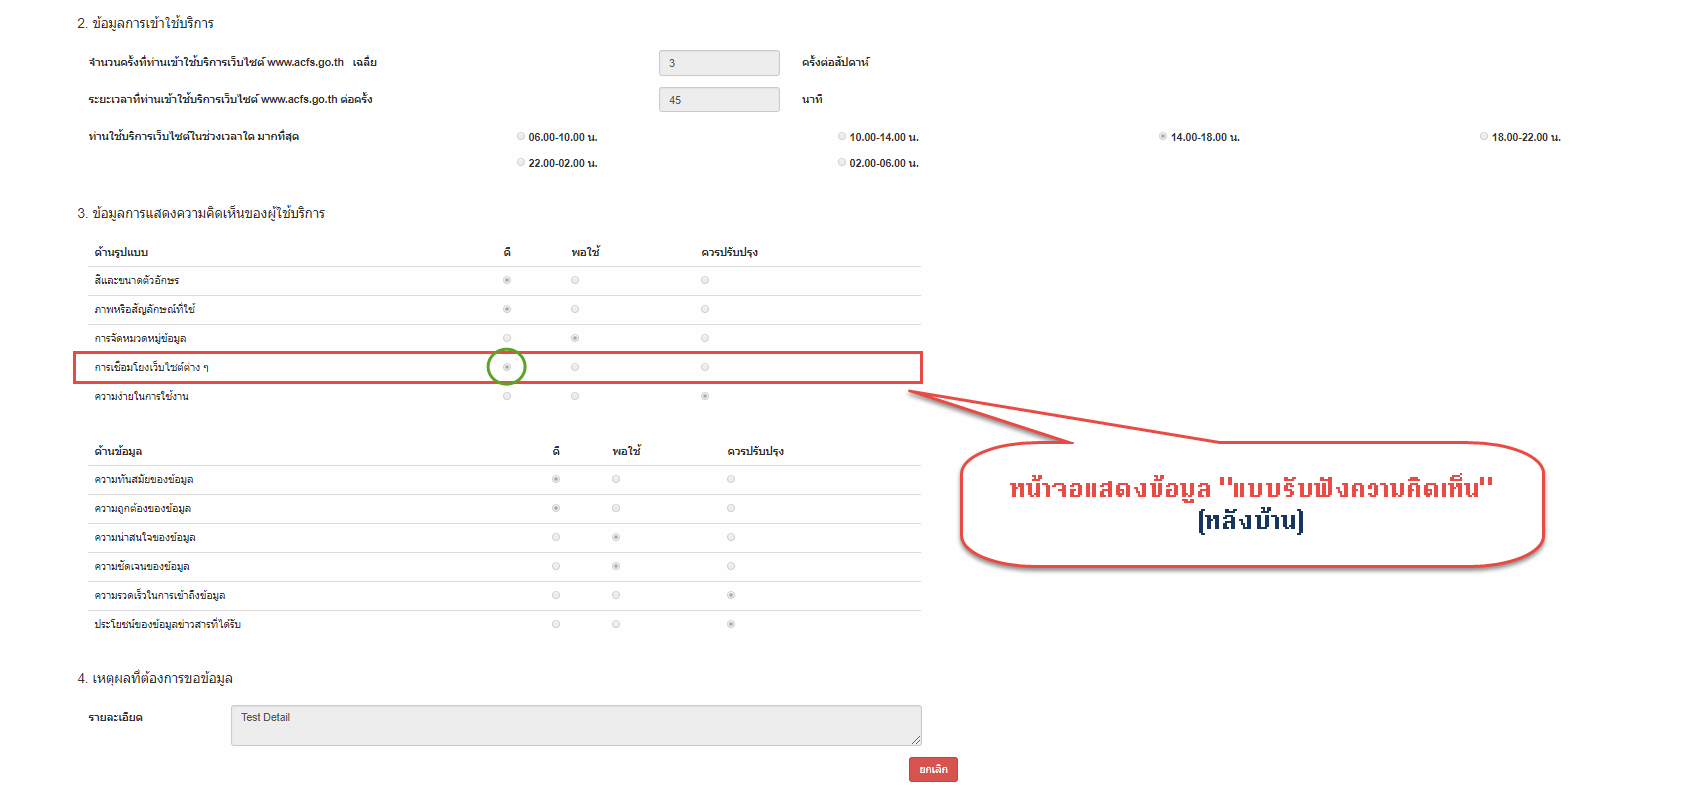 2. ข้อมูลการเข้าใช้บริการ
จำนวนครั้งที่ท่านเข้าใช้บริการเว็บไซต์ www.acfs.go.th เฉลี่ย 3 ครั้งต่อสัปดาห์
ระยะเวลาที่ท่านเข้าใช้บริการเว็บไซต์ www.acfs.go.th ต่อครั้ง 45 นาที
ท่านใช้บริการเว็บไซต์ในช่วงเวลาใด มากที่สุด 06.00-10.00 น. 10.00-14.00 น. 14.00-18.00 น. 18.00-22.00 น.
22.00-02.00 น. 02.00-06.00 น.
3. ข้อมูลการแสดงความคิดเห็นของผู้ใช้บริการ
ด้านรูปแบบ ดี พอใช้ ควรปรับปรุง
สีและขนาดตัวอักษร
ภาพหรือสัญลักษณ์ที่ใช้
การจัดหมวดหมู่ข้อมูล
การเชื่อมโยงเว็บไซต์ต่าง ๆ
ความง่ายในการใช้งาน
ด้านข้อมูล ดี พอใช้ ควรปรับปรุง
ความทันสมัยของข้อมูล
ความถูกต้องของข้อมูล
ความน่าสนใจของข้อมูล
ความชัดเจนของข้อมูล
ความรวดเร็วในการเข้าถึงข้อมูล
ประโยชน์ของข้อมูลข่าวสารที่ได้รับ
หน้าจอแสดงข้อมูล "แบบรับฟังความคิดเห็น"
(หลังบ้าน)
4. เหตุผลที่ต้องการขอข้อมูล
รายละเอียด Test Detail
ยกเลิก